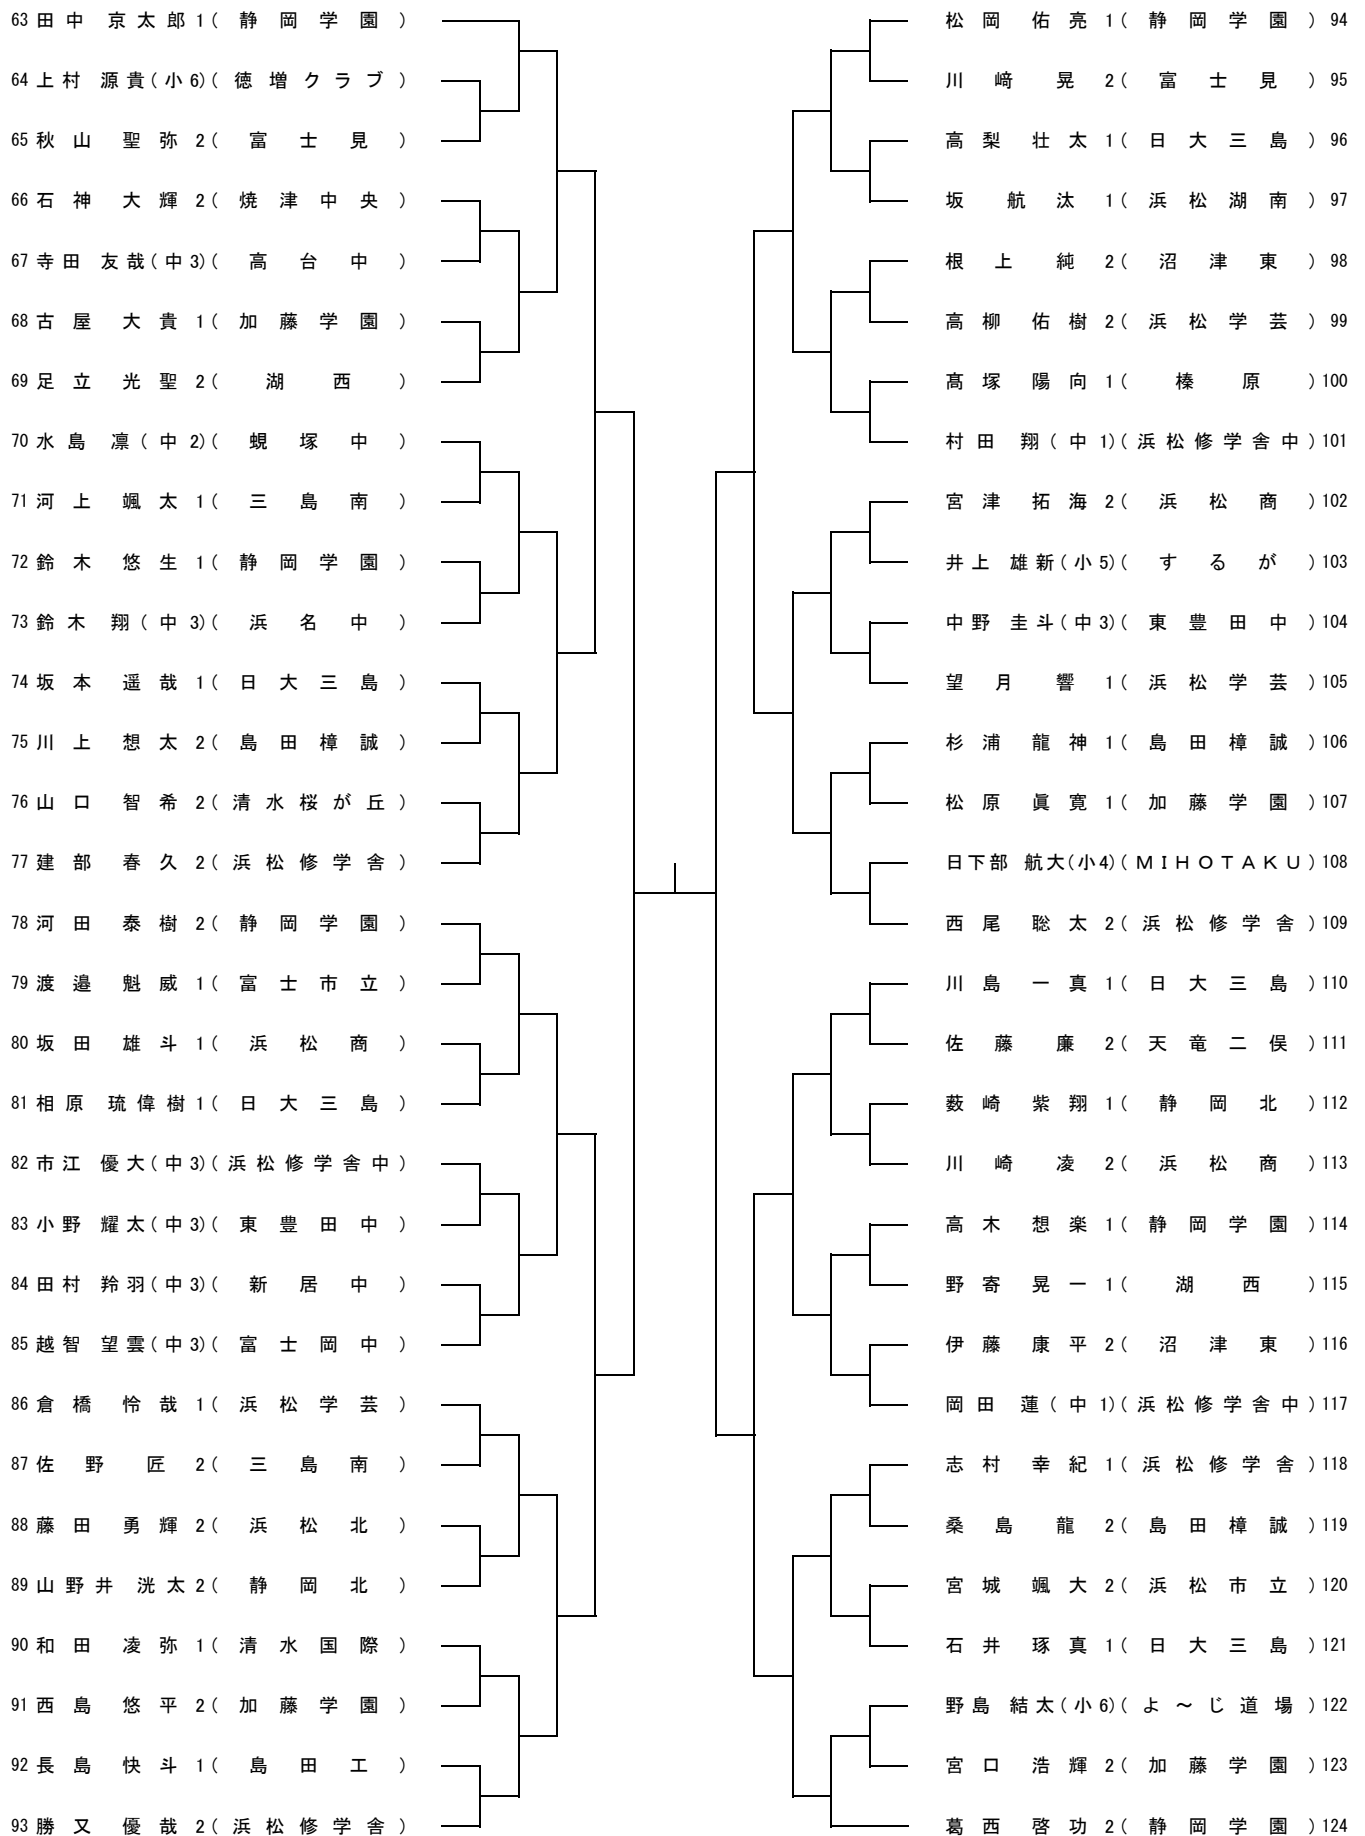 63 田中 京太郎 1 (静岡学園)
64 上村 源貴(小6)(徳増クラブ)
65 秋山 聖弥 2 (富士見)
66 石神 大輝 2 (焼津中央)
67 寺田 友哉(中3)(高台中)
68 古屋 大貴 1 (加藤学園)
69 足立 光聖 2 (湖西)
70 水島 凛(中2)(蜆塚中)
71 河上 颯太 1 (三島南)
72 鈴木 悠生 1 (静岡学園)
73 鈴木 翔(中3)(浜名中)
74 坂本 遥哉 1 (日大三島)
75 川上 想太 2 (島田樟誠)
76 山口 智希 2 (清水桜が丘)
77 建部 春久 2 (浜松修学舎)
78 河田 泰樹 2 (静岡学園)
79 渡邉 魁威 1 (富士市立)
80 坂田 雄斗 1 (浜松商)
81 相原 琉偉樹 1 (日大三島)
82 市江 優大(中3)(浜松修学舎中)
83 小野 耀太(中3)(東豊田中)
84 田村 羚羽(中3)(新居中)
85 越智 望雲(中3)(富士岡中)
86 倉橋 怜哉 1 (浜松学芸)
87 佐野 匠 2 (三島南)
88 藤田 勇輝 2 (浜松北)
89 山野井 洸太 2 (静岡北)
90 和田 凌弥 1 (清水国際)
91 西島 悠平 2 (加藤学園)
92 長島 快斗 1 (島田工)
93 勝又 優哉 2 (浜松修学舎)
松岡 佑亮 1 (静岡学園) 94
川﨑 晃 2 (富士見) 95
高梨 壮太 1 (日大三島) 96
坂 航汰 1 (浜松湖南) 97
根上 純 2 (沼津東) 98
高柳 佑樹 2 (浜松学芸) 99
髙塚 陽向 1 (榛原) 100
村田 翔(中1)(浜松修学舎中) 101
宮津 拓海 2 (浜松商) 102
井上 雄新(小5)(するが) 103
中野 圭斗(中3)(東豊田中) 104
望月 響 1 (浜松学芸) 105
杉浦 龍神 1 (島田樟誠) 106
松原 眞寛 1 (加藤学園) 107
日下部 航大(小4)(MIHOTAKU) 108
西尾 聡太 2 (浜松修学舎) 109
川島 一真 1 (日大三島) 110
佐藤 廉 2 (天竜二俣) 111
薮崎 紫翔 1 (静岡北) 112
川崎 凌 2 (浜松商) 113
高木 想楽 1 (静岡学園) 114
野寄 晃一 1 (湖西) 115
伊藤 康平 2 (沼津東) 116
岡田 蓮(中1)(浜松修学舎中) 117
志村 幸紀 1 (浜松修学舎) 118
桑島 龍 2 (島田樟誠) 119
宮城 颯大 2 (浜松市立) 120
石井 琢真 1 (日大三島) 121
野島 結太(小6)(よ~じ道場) 122
宮口 浩輝 2 (加藤学園) 123
葛西 啓功 2 (静岡学園) 124